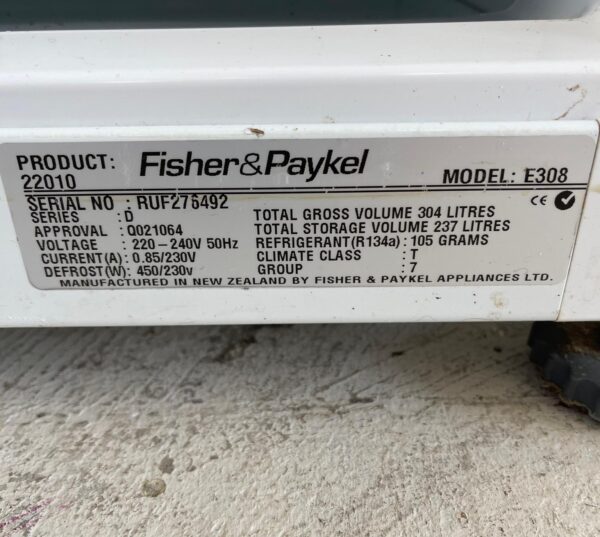 PRODUCT: Fisher&Paykel MODEL: E308
22010
SERIAL NO : RUF276492 CE
SERIES : D TOTAL GROSS VOLUME 304 LITRES
APPROVAL : Q021064 TOTAL STORAGE VOLUME 237 LITRES
VOLTAGE : 220-240V 50Hz REFRIGERANT(R134a) : 105 GRAMS
CURRENT(A) : 0.85/230V CLIMATE CLASS : T
DEFROST(W) : 450/230v GROUP : 7
MANUFACTURED IN NEW ZEALAND BY FISHER & PAYKEL APPLIANCES LTD.